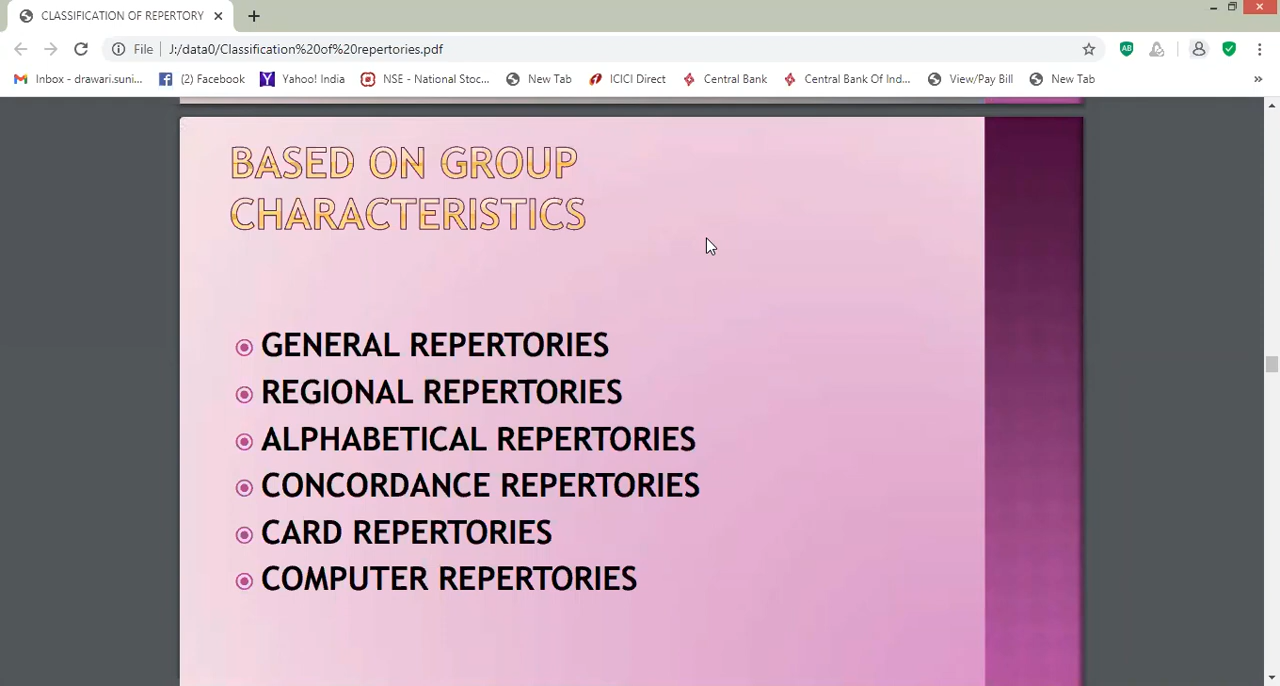 CLASSIFICATION OF REPERTORY
File
J:/data0/Classification%20of%20repertories.pdf
AB
Inbox - drawari.suni...
(2) Facebook
Yahoo! India
NSE - National Stoc...
New Tab
ICICI Direct
Central Bank
Central Bank Of Ind...
View/Pay Bill
New Tab
»
BASED ON GROUP
CHARACTERISTICS
GENERAL REPERTORIES
REGIONAL REPERTORIES
ALPHABETICAL REPERTORIES
CONCORDANCE REPERTORIES
CARD REPERTORIES
COMPUTER REPERTORIES